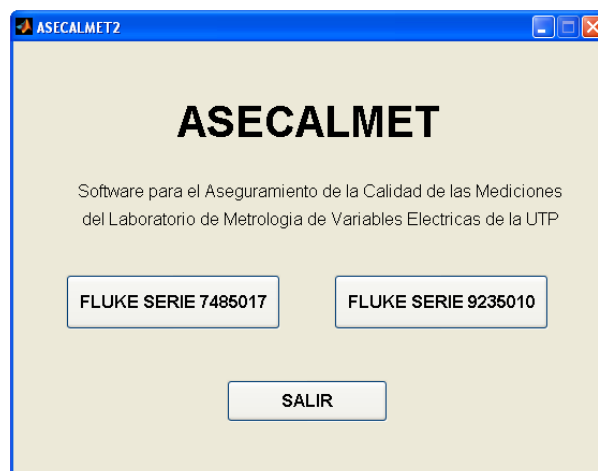 ASECALMET2
ASECALMET
Software para el Aseguramiento de la Calidad de las Mediciones
del Laboratorio de Metrologia de Variables Electricas de la UTP
FLUKE SERIE 7485017
FLUKE SERIE 9235010
SALIR